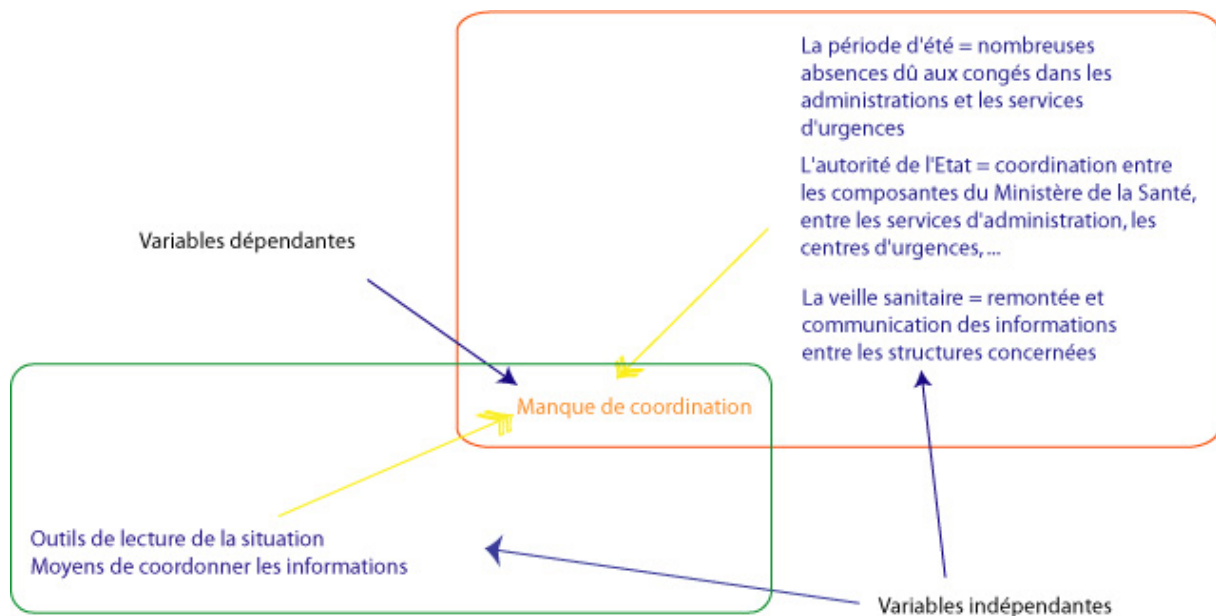 La période d'été = nombreuses
absences dû aux congés dans les
administrations et les services
d'urgences
L'autorité de l'Etat = coordination entre
les composantes du Ministère de la Santé,
entre les services d'administration, les
centres d'urgences, ...
Variables dépendantes
La veille sanitaire = remontée et
communication des informations
entre les structures concernées
Manque de coordination
Outils de lecture de la situation
Moyens de coordonner les informations
Variables indépendantes